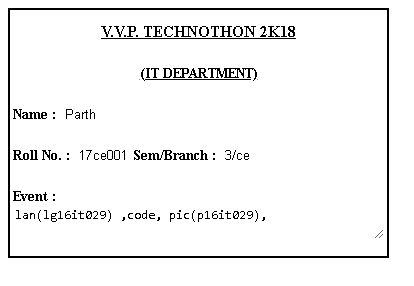 V.V.P. TECHNOTHON 2K18
(IT DEPARTMENT)
Name : Parth
Roll No. : 17ce001 Sem/Branch : 3/ce
Event :
lan(lg16it029) ,code, pic(p16it029),